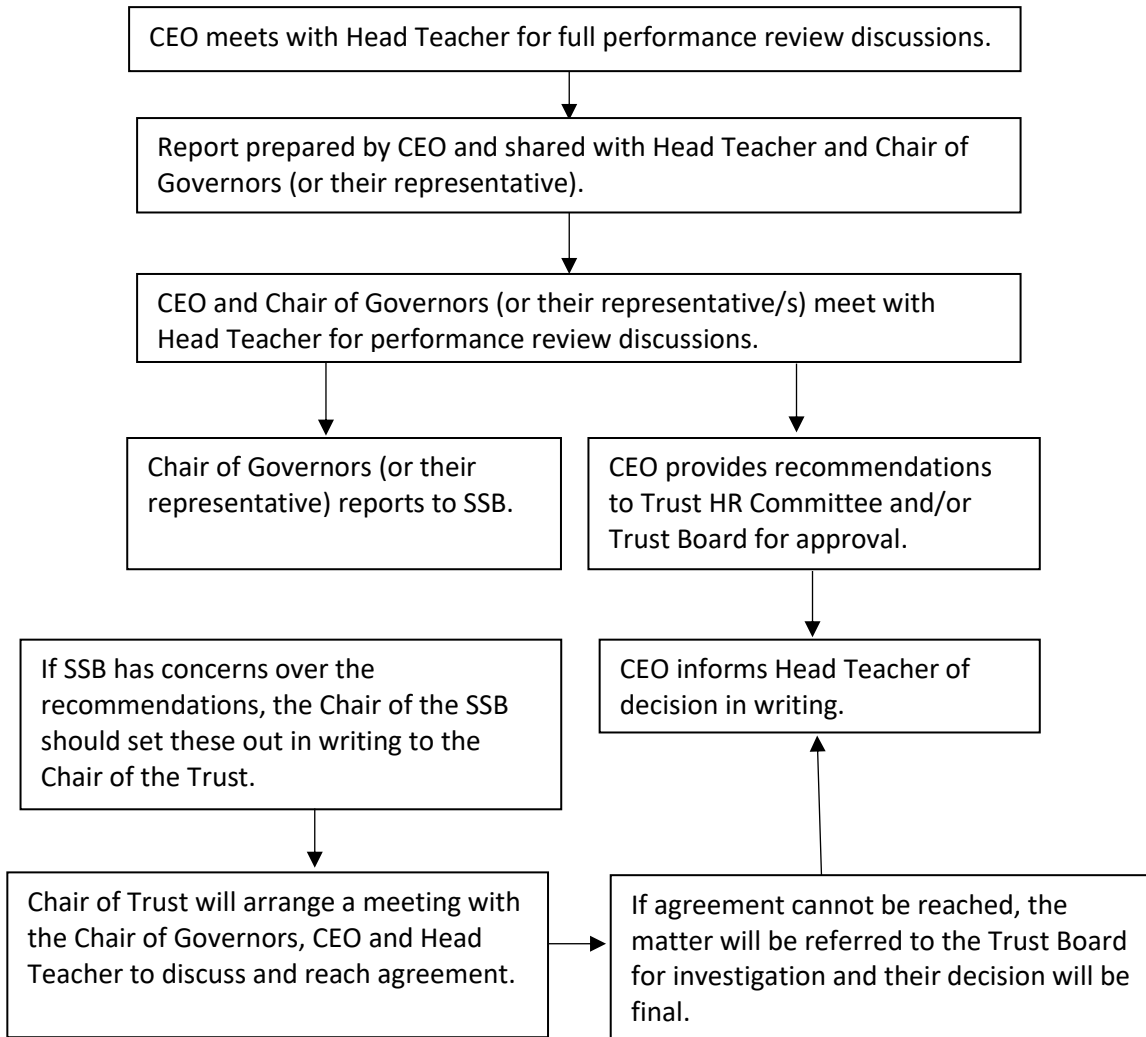 CEO meets with Head Teacher for full performance review discussions.
Report prepared by CEO and shared with Head Teacher and Chair of
Governors (or their representative).
CEO and Chair of Governors (or their representative/s) meet with
Head Teacher for performance review discussions.
Chair of Governors (or their
representative) reports to SSB.
CEO provides recommendations
to Trust HR Committee and/or
Trust Board for approval.
If SSB has concerns over the
recommendations, the Chair of the SSB
should set these out in writing to the
Chair of the Trust.
CEO informs Head Teacher of
decision in writing.
Chair of Trust will arrange a meeting with
the Chair of Governors, CEO and Head
Teacher to discuss and reach agreement.
If agreement cannot be reached, the
matter will be referred to the Trust Board
for investigation and their decision will be
final.